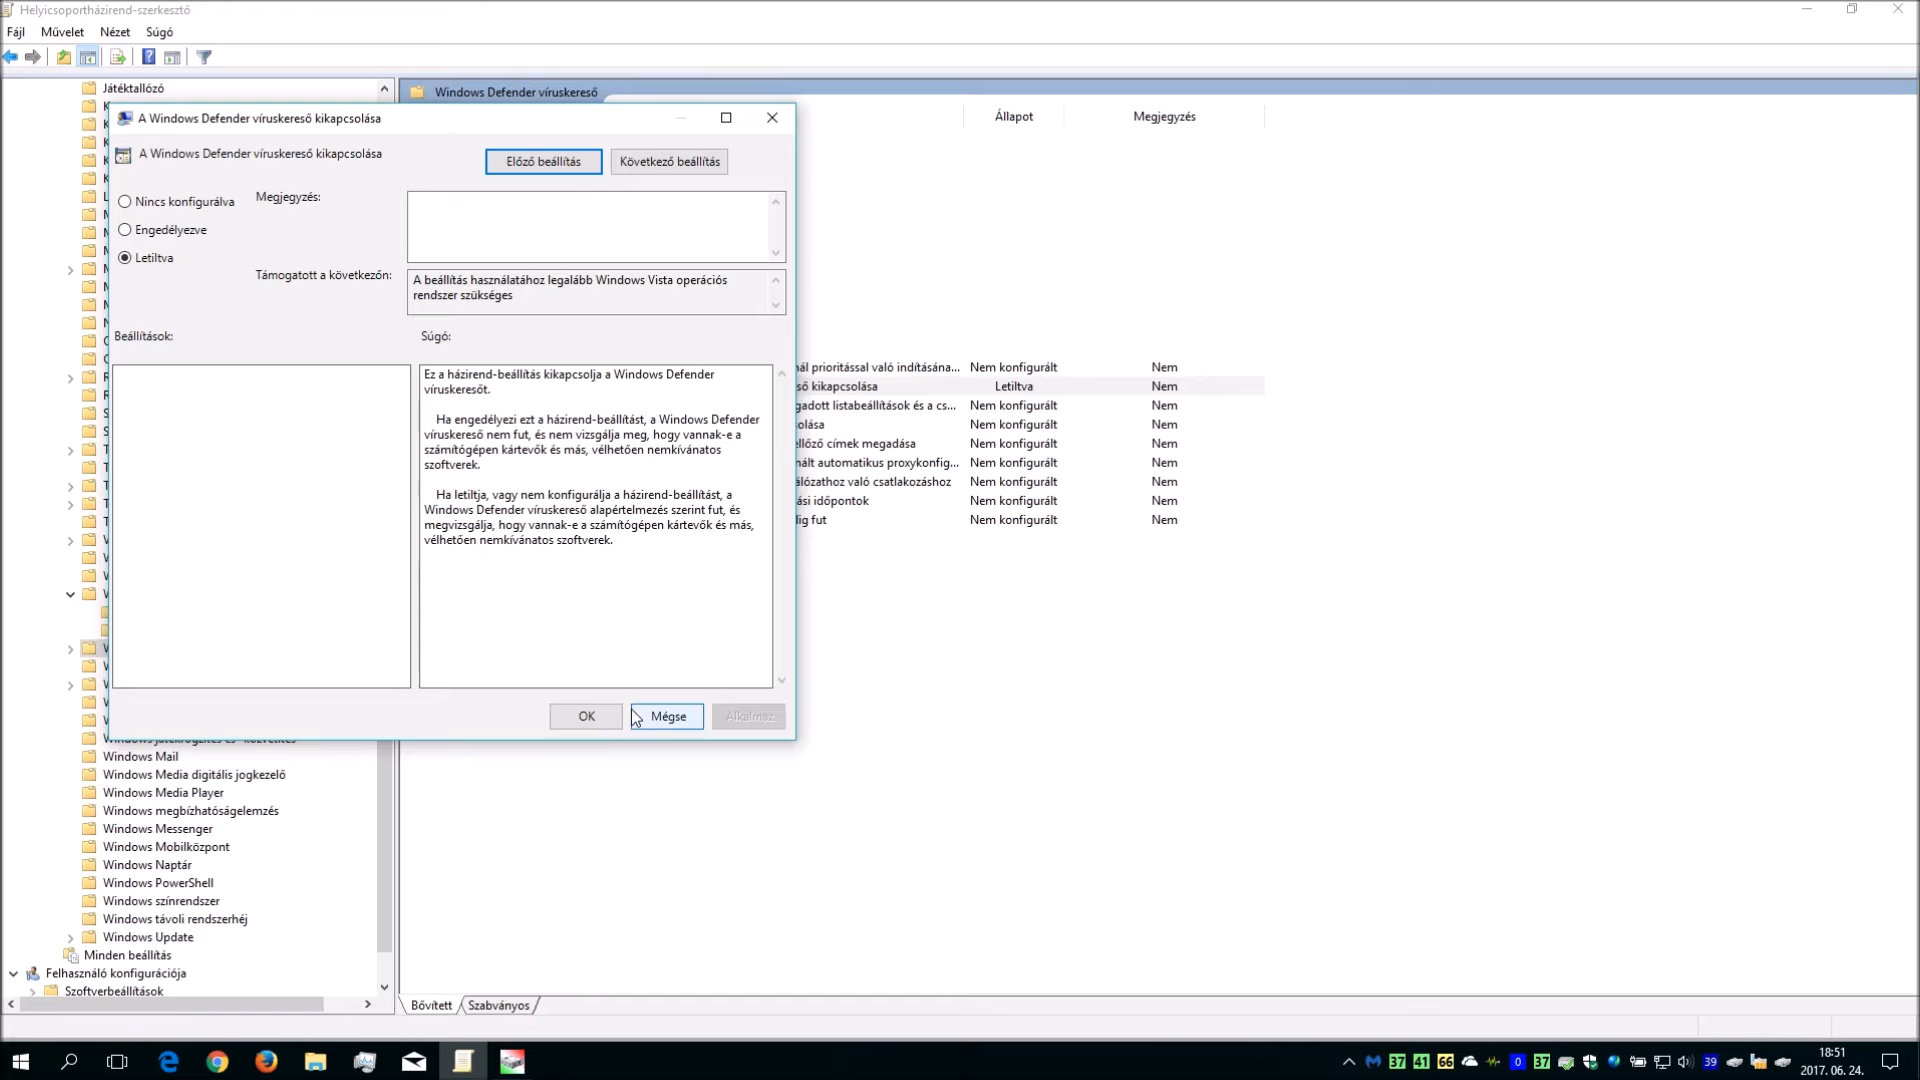 Helyicsoportházirend-szerkesztő
Fájl Művelet Nézet Súgó
Játéktallózó
Windows Defender víruskereső
A Windows Defender víruskereső kikapcsolása
Állapot Megjegyzés
A Windows Defender víruskereső kikapcsolása
Előző beállítás Következő beállítás
Nincs konfigurálva Megjegyzés:
Engedélyezve
Letiltva
Támogatott a következőn:
A beállítás használatához legalább Windows Vista operációs
rendszer szükséges
Beállítások: Súgó:
Ez a házirend-beállítás kikapcsolja a Windows Defender
víruskeresőt.
Ha engedélyezi ezt a házirend-beállítást, a Windows Defender
víruskereső nem fut, és nem vizsgálja meg, hogy vannak-e a
számítógépen kártevők és más, vélhetően nemkívánatos
szoftverek.
Ha letiltja, vagy nem konfigurálja a házirend-beállítást, a
Windows Defender víruskereső alapértelmezés szerint fut, és
megvizsgálja, hogy vannak-e a számítógépen kártevők és más,
vélhetően nemkívánatos szoftverek.
OK Mégse Alkalmaz
prioritással való indítására... Nem konfigurált Nem
kikapcsolása Letiltva Nem
listabeállítások és a cs... Nem konfigurált Nem
Nem konfigurált Nem
címek megadása Nem konfigurált Nem
automatikus proxykonfig... Nem konfigurált Nem
való csatlakozáshoz Nem konfigurált Nem
időpontok Nem konfigurált Nem
fut Nem konfigurált Nem
Windows Mail
Windows Media digitális jogkezelő
Windows Media Player
Windows megbízhatóságelemzés
Windows Messenger
Windows Mobilközpont
Windows Naptár
Windows PowerShell
Windows színrendszer
Windows távoli rendszerhéj
Windows Update
Minden beállítás
Felhasználó konfigurációja
Szoftverbeállítások
Bővített Szabványos
37 41 66 0 37 39
18:51
2017. 06. 24.